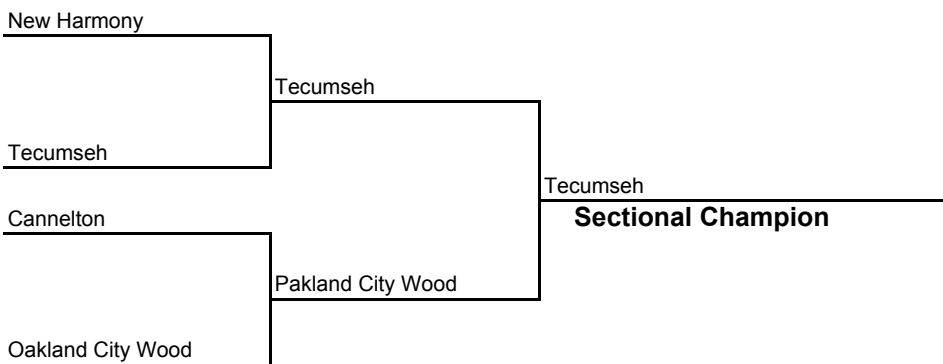 New Harmony
Tecumseh
Tecumseh
Tecumseh
Cannelton
Sectional Champion
Pakland City Wood
Oakland City Wood